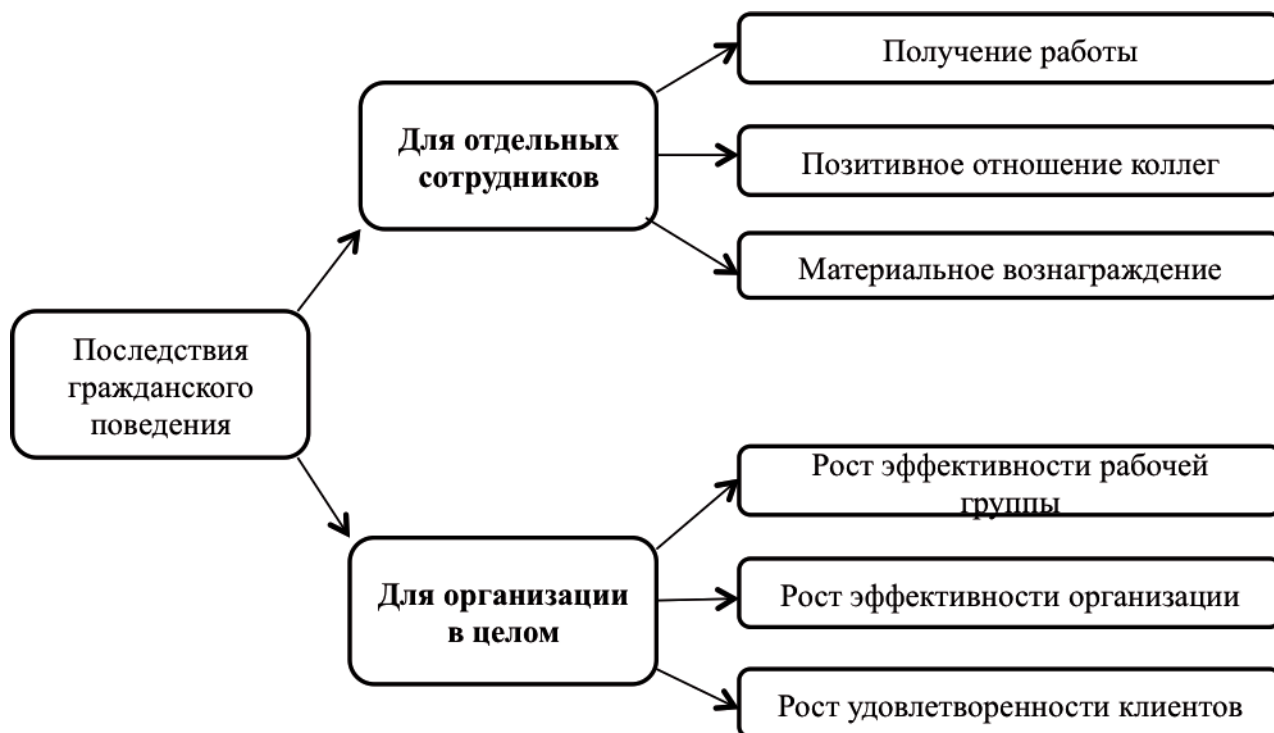 Получение работы
Для отдельных
сотрудников
Позитивное отношение коллег
Материальное вознаграждение
Последствия
гражданского
поведения
Рост эффективности рабочей
группы
Для организации
в целом
Рост эффективности организации
Рост удовлетворенности клиентов